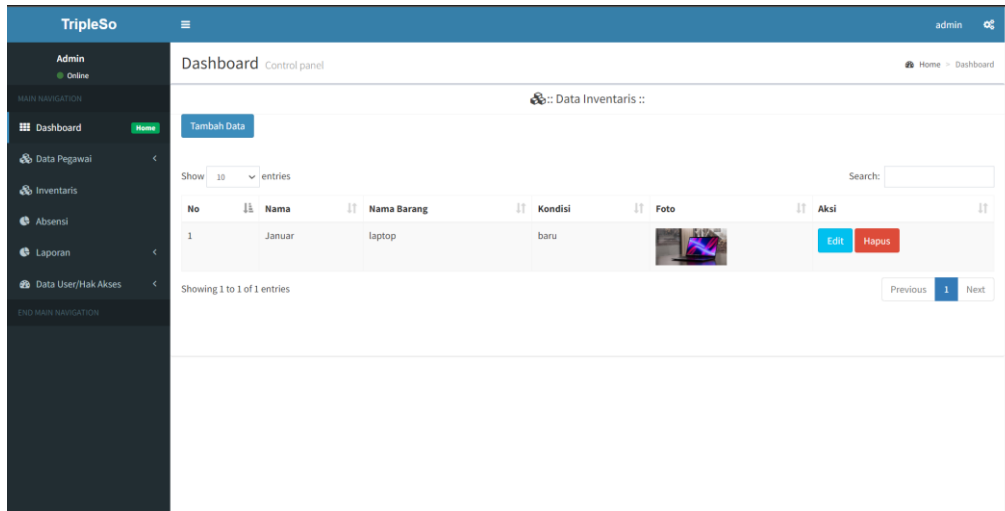 TripleSo
admin
Admin
Online
Dashboard Control panel
Home > Dashboard
MAIN NAVIGATION
Dashboard Home
Data Pegawai
Inventaris
Absensi
Laporan
Data User/Hak Akses
END MAIN NAVIGATION
:: Data Inventaris ::
Tambah Data
Show 10 entries
Search:
No Nama Nama Barang Kondisi Foto Aksi
1 Januar laptop baru Edit Hapus
Showing 1 to 1 of 1 entries
Previous 1 Next